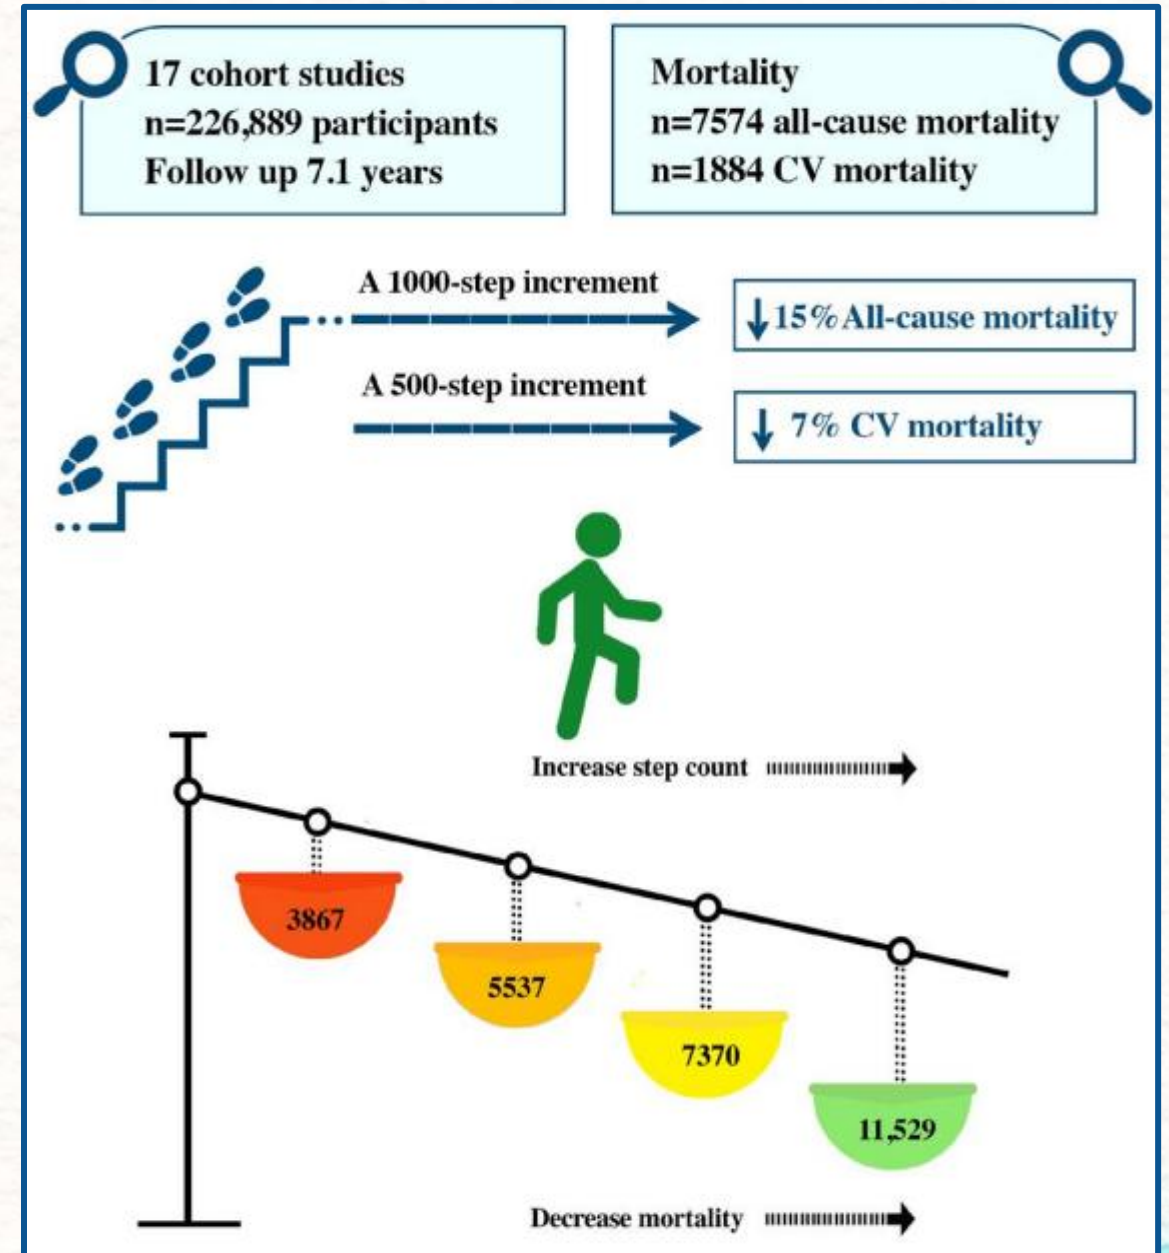 17 cohort studies
n=226,889 participants
Follow up 7.1 years
Mortality
n=7574 all-cause mortality
n=1884 CV mortality
A 1000-step increment
↓15% All-cause mortality
A 500-step increment
↓ 7% CV mortality
Increase step count
3867
5537
7370
11,529
Decrease mortality